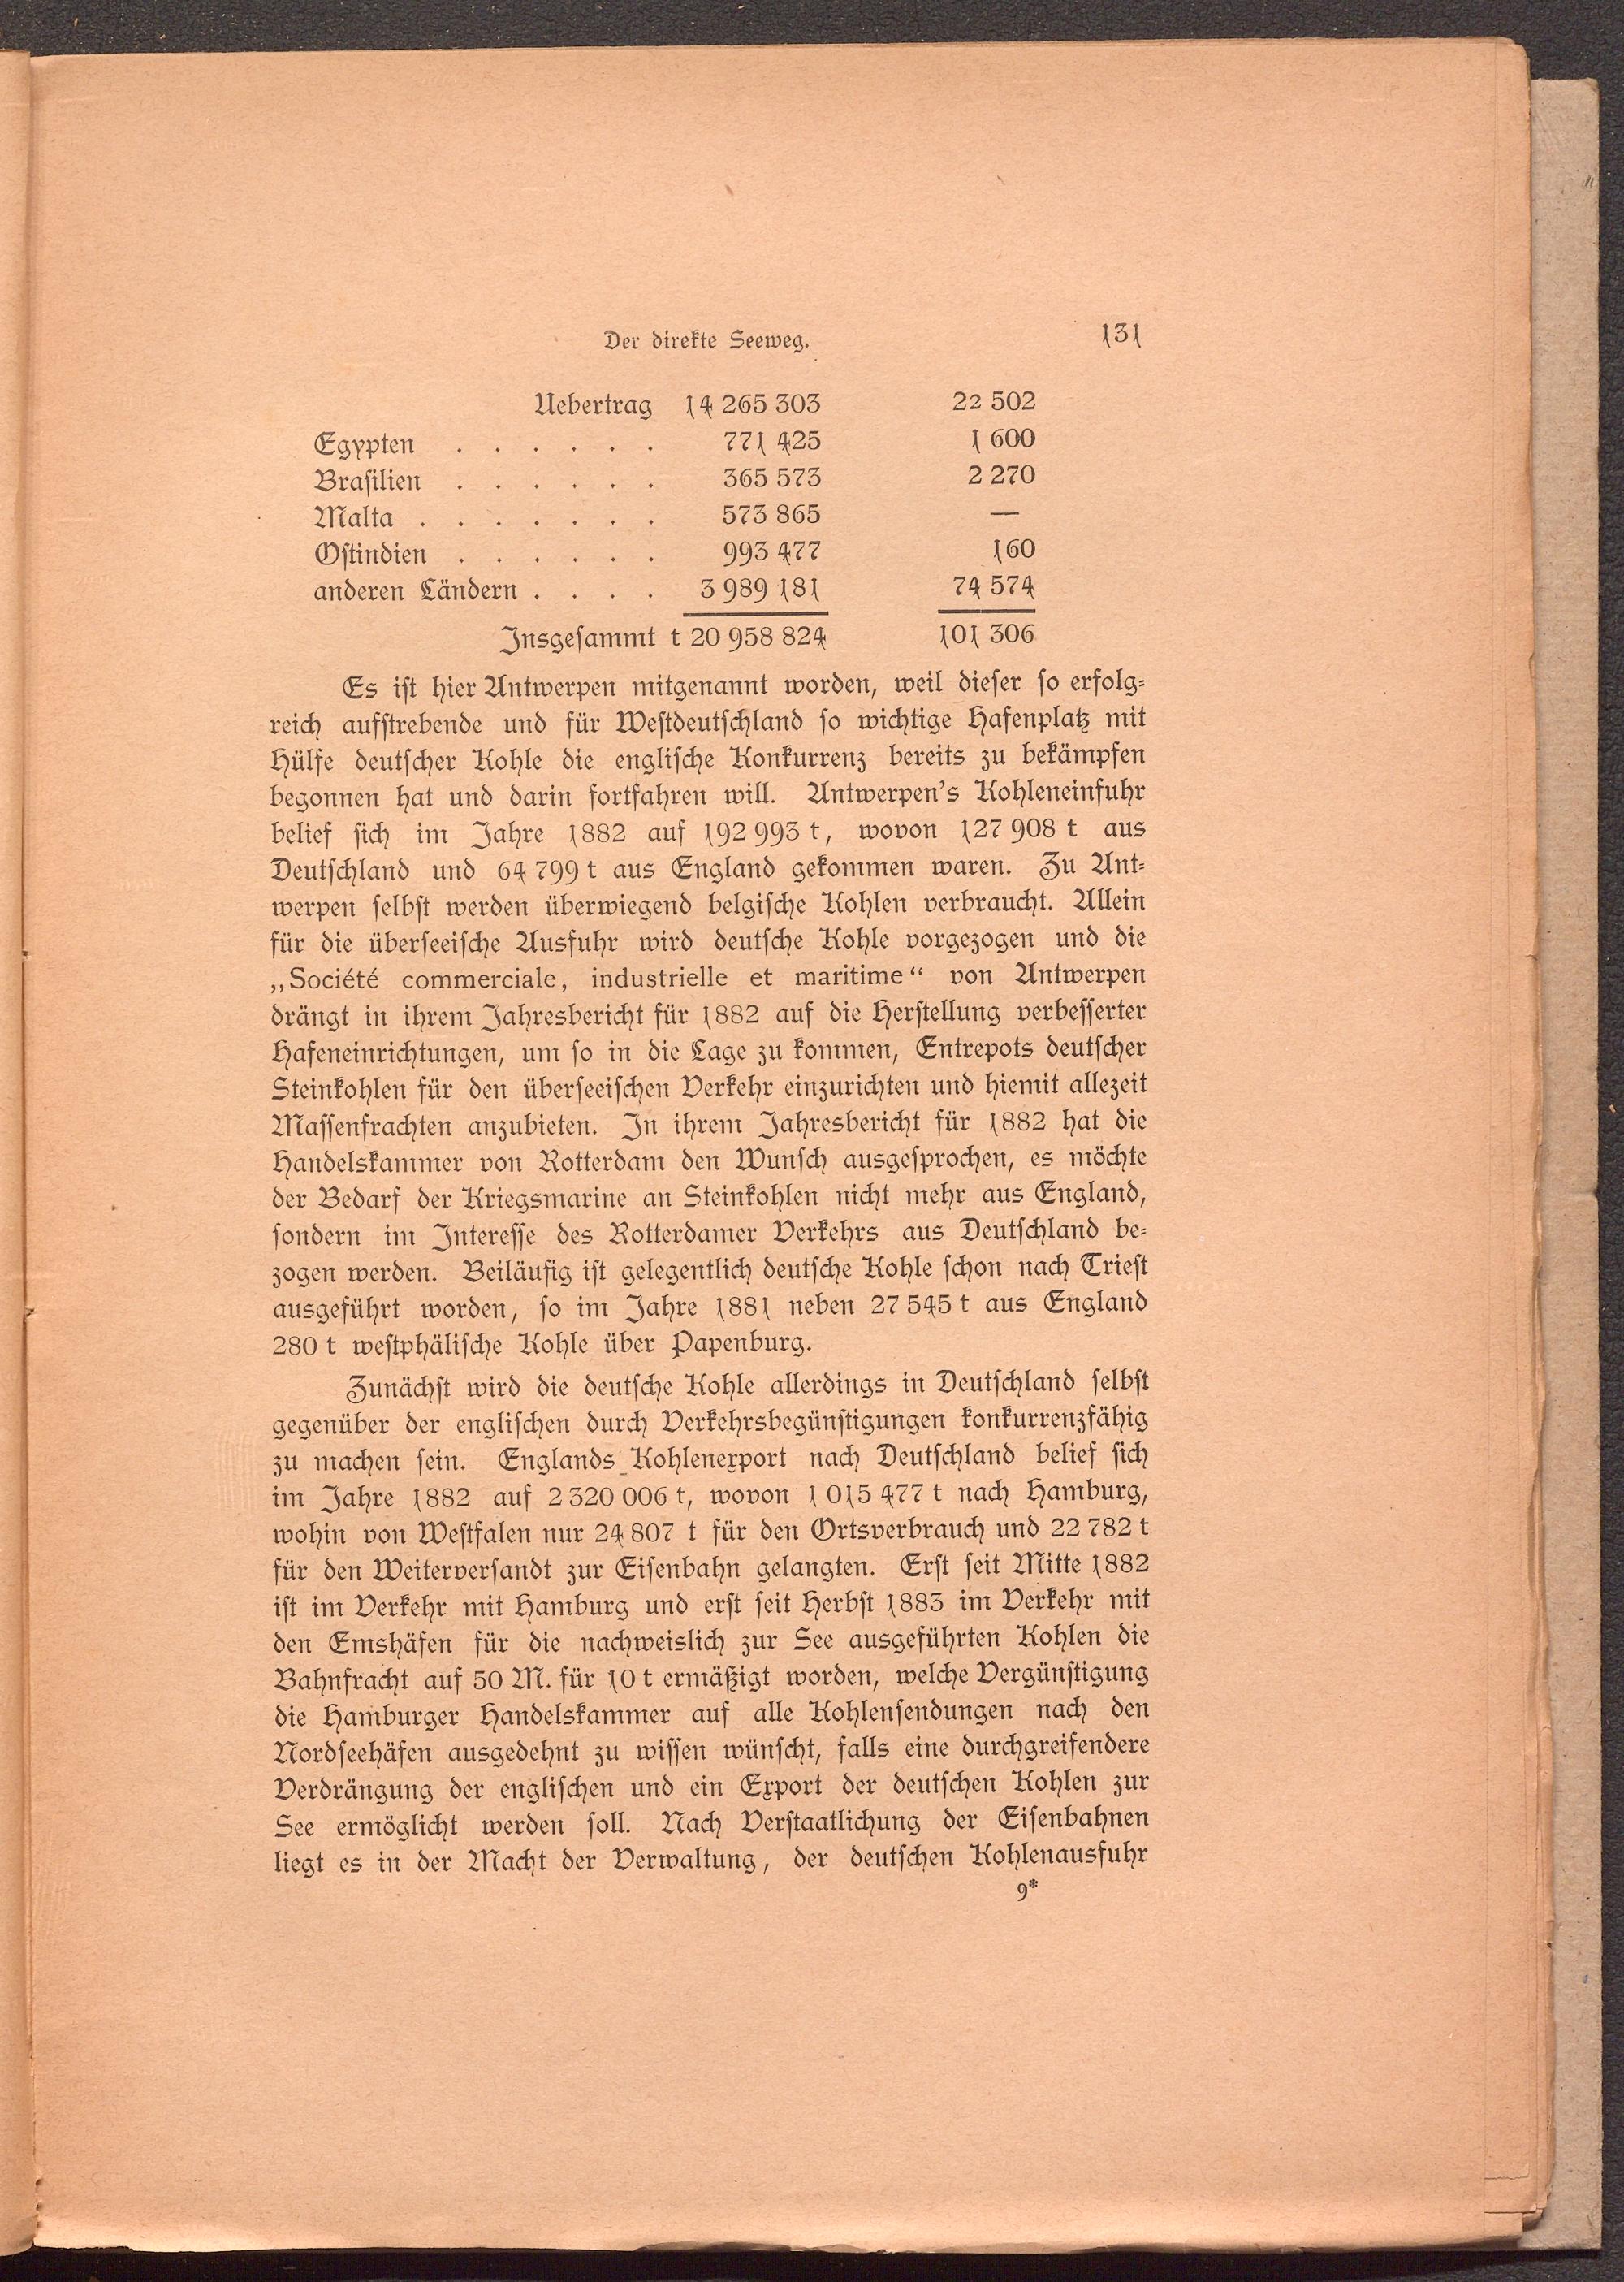 Der direkte Seeweg. 131
Uebertrag 14 265 303 22 502
Egypten . . . . . . 771 425 1 600
Brasilien . . . . . . 365 573 2 270
Malta . . . . . . . 573 865 —
Ostindien . . . . . . 993 477 160
anderen Ländern . . . . 3 989 181 74 574
Insgesammt t 20 958 824 101 306
Es ist hier Antwerpen mitgenannt worden, weil dieser so erfolg-
reich aufstrebende und für Westdeutschland so wichtige Hafenplatz mit
Hülfe deutscher Kohle die englische Konkurrenz bereits zu bekämpfen
begonnen hat und darin fortfahren will. Antwerpen's Kohleneinfuhr
belief sich im Jahre 1882 auf 192 993 t, wovon 127 908 t aus
Deutschland und 64 799 t aus England gekommen waren. Zu Ant-
werpen selbst werden überwiegend belgische Kohlen verbraucht. Allein
für die überseeische Ausfuhr wird deutsche Kohle vorgezogen und die
„Société commerciale, industrielle et maritime“ von Antwerpen
drängt in ihrem Jahresbericht für 1882 auf die Herstellung verbesserter
Hafeneinrichtungen, um so in die Lage zu kommen, Entrepots deutscher
Steinkohlen für den überseeischen Verkehr einzurichten und hiemit allezeit
Massenfrachten anzubieten. In ihrem Jahresbericht für 1882 hat die
Handelskammer von Rotterdam den Wunsch ausgesprochen, es möchte
der Bedarf der Kriegsmarine an Steinkohlen nicht mehr aus England,
sondern im Interesse des Rotterdamer Verkehrs aus Deutschland be-
zogen werden. Beiläufig ist gelegentlich deutsche Kohle schon nach Triest
ausgeführt worden, so im Jahre 1881 neben 27 545 t aus England
280 t westphälische Kohle über Papenburg.
Zunächst wird die deutsche Kohle allerdings in Deutschland selbst
gegenüber der englischen durch Verkehrsbegünstigungen konkurrenzfähig
zu machen sein. Englands Kohlenexport nach Deutschland belief sich
im Jahre 1882 auf 2 320 006 t, wovon 1 015 477 t nach Hamburg,
wohin von Westfalen nur 24 807 t für den Ortsverbrauch und 22 782 t
für den Weiterversandt zur Eisenbahn gelangten. Erst seit Mitte 1882
ist im Verkehr mit Hamburg und erst seit Herbst 1883 im Verkehr mit
den Emshäfen für die nachweislich zur See ausgeführten Kohlen die
Bahnfracht auf 50 M. für 10 t ermäßigt worden, welche Vergünstigung
die Hamburger Handelskammer auf alle Kohlensendungen nach den
Nordseehäfen ausgedehnt zu wissen wünscht, falls eine durchgreifendere
Verdrängung der englischen und ein Export der deutschen Kohlen zur
See ermöglicht werden soll. Nach Verstaatlichung der Eisenbahnen
liegt es in der Macht der Verwaltung, der deutschen Kohlenausfuhr
9*